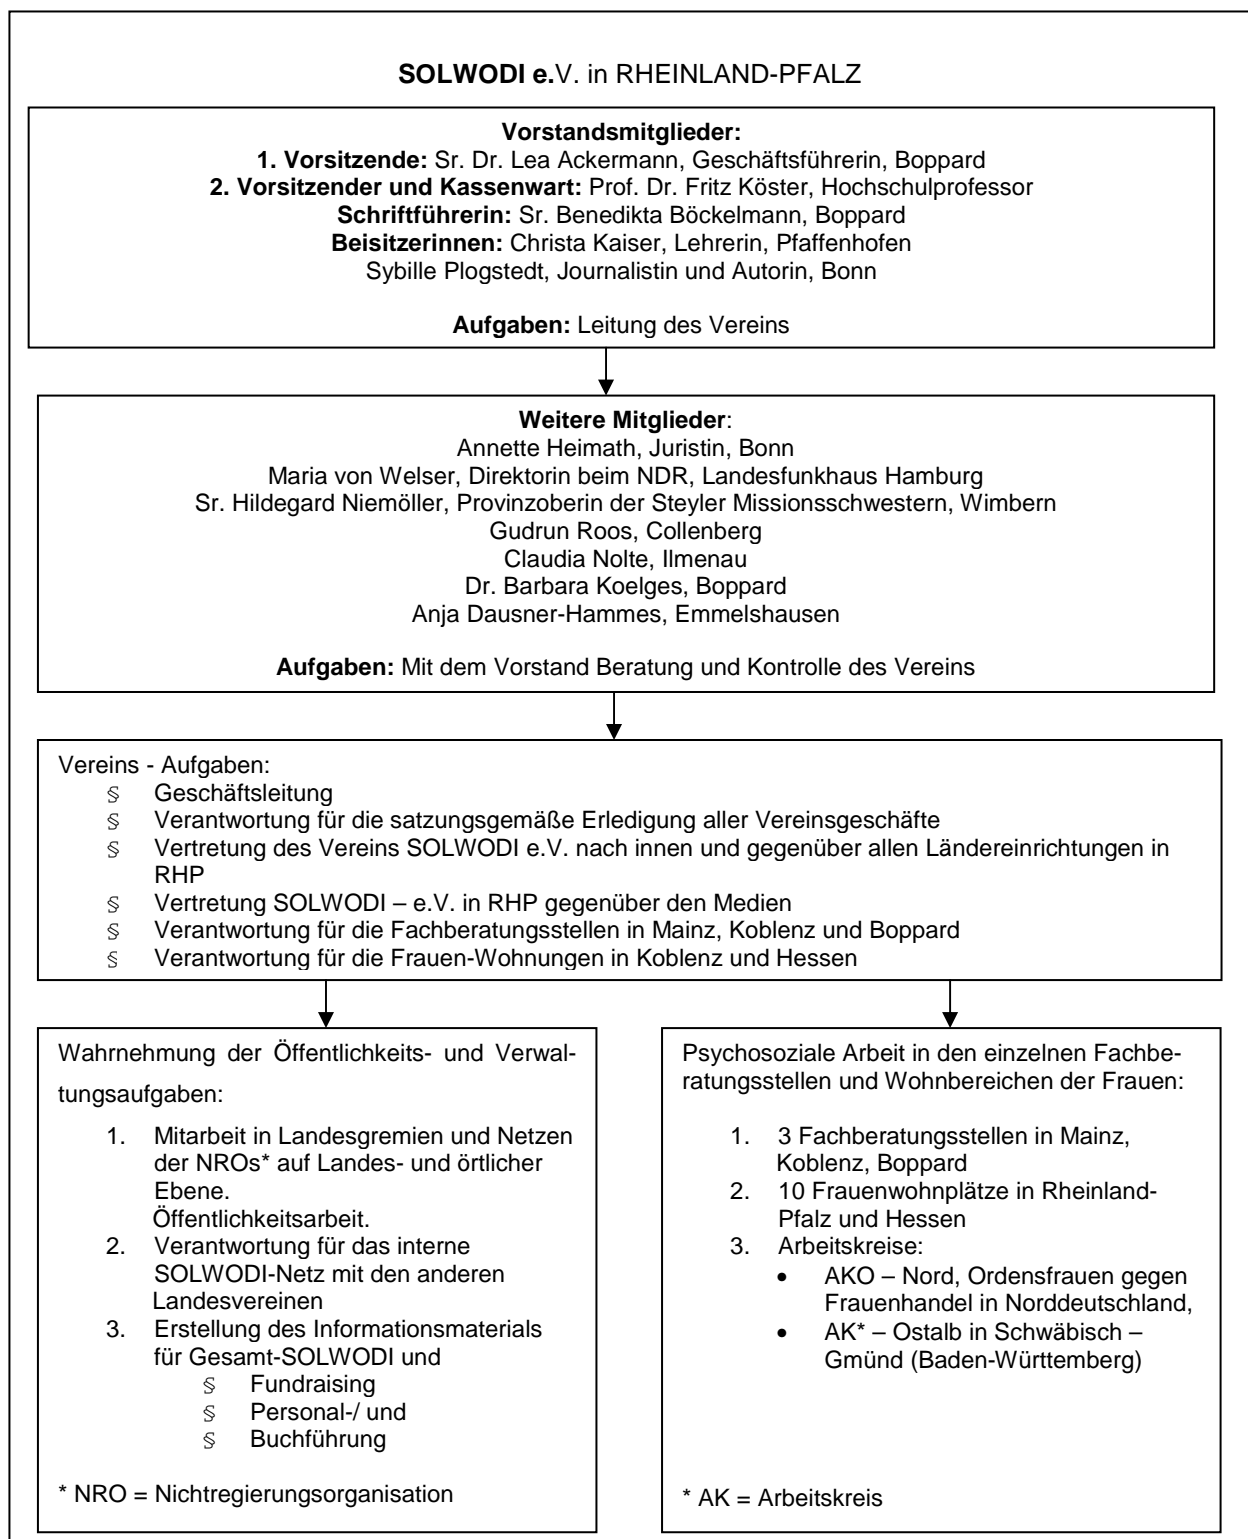 SOLWODI e.V. in RHEINLAND-PFALZ
Vorstandsmitglieder:
1. Vorsitzende: Sr. Dr. Lea Ackermann, Geschäftsführerin, Boppard
2. Vorsitzender und Kassenwart: Prof. Dr. Fritz Köster, Hochschulprofessor
Schriftführerin: Sr. Benedikta Böckelmann, Boppard
Beisitzerinnen: Christa Kaiser, Lehrerin, Pfaffenhofen
Sybille Plogstedt, Journalistin und Autorin, Bonn
Aufgaben: Leitung des Vereins
Weitere Mitglieder:
Annette Heimath, Juristin, Bonn
Maria von Welser, Direktorin beim NDR, Landesfunkhaus Hamburg
Sr. Hildegard Niemöller, Provinzoberin der Steyler Missionsschwestern, Wimbern
Gudrun Roos, Collenberg
Claudia Nolte, Ilmenau
Dr. Barbara Koelges, Boppard
Anja Dausner-Hammes, Emmelshausen
Aufgaben: Mit dem Vorstand Beratung und Kontrolle des Vereins
Vereins - Aufgaben:
§ Geschäftsleitung
§ Verantwortung für die satzungsgemäße Erledigung aller Vereinsgeschäfte
§ Vertretung des Vereins SOLWODI e.V. nach innen und gegenüber allen Ländereinrichtungen in
RHP
§ Vertretung SOLWODI – e.V. in RHP gegenüber den Medien
§ Verantwortung für die Fachberatungsstellen in Mainz, Koblenz und Boppard
§ Verantwortung für die Frauen-Wohnungen in Koblenz und Hessen
Wahrnehmung der Öffentlichkeits- und Verwal-
tungsaufgaben:
1. Mitarbeit in Landesgremien und Netzen
der NROs* auf Landes- und örtlicher
Ebene.
Öffentlichkeitsarbeit.
2. Verantwortung für das interne
SOLWODI-Netz mit den anderen
Landesvereinen
3. Erstellung des Informationsmaterials
für Gesamt-SOLWODI und
§ Fundraising
§ Personal-/ und
§ Buchführung
* NRO = Nichtregierungsorganisation
Psychosoziale Arbeit in den einzelnen Fachbe-
ratungsstellen und Wohnbereichen der Frauen:
1. 3 Fachberatungsstellen in Mainz,
Koblenz, Boppard
2. 10 Frauenwohnplätze in Rheinland-
Pfalz und Hessen
3. Arbeitskreise:
• AKO – Nord, Ordensfrauen gegen
Frauenhandel in Norddeutschland,
• AK* – Ostalb in Schwäbisch –
Gmünd (Baden-Württemberg)
* AK = Arbeitskreis